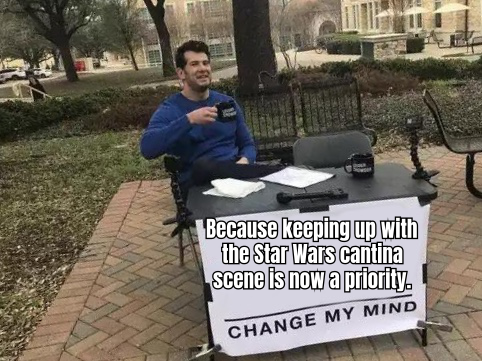 Because keeping up with
the Star Wars cantina
scene is now a priority.
CHANGE MY MIND